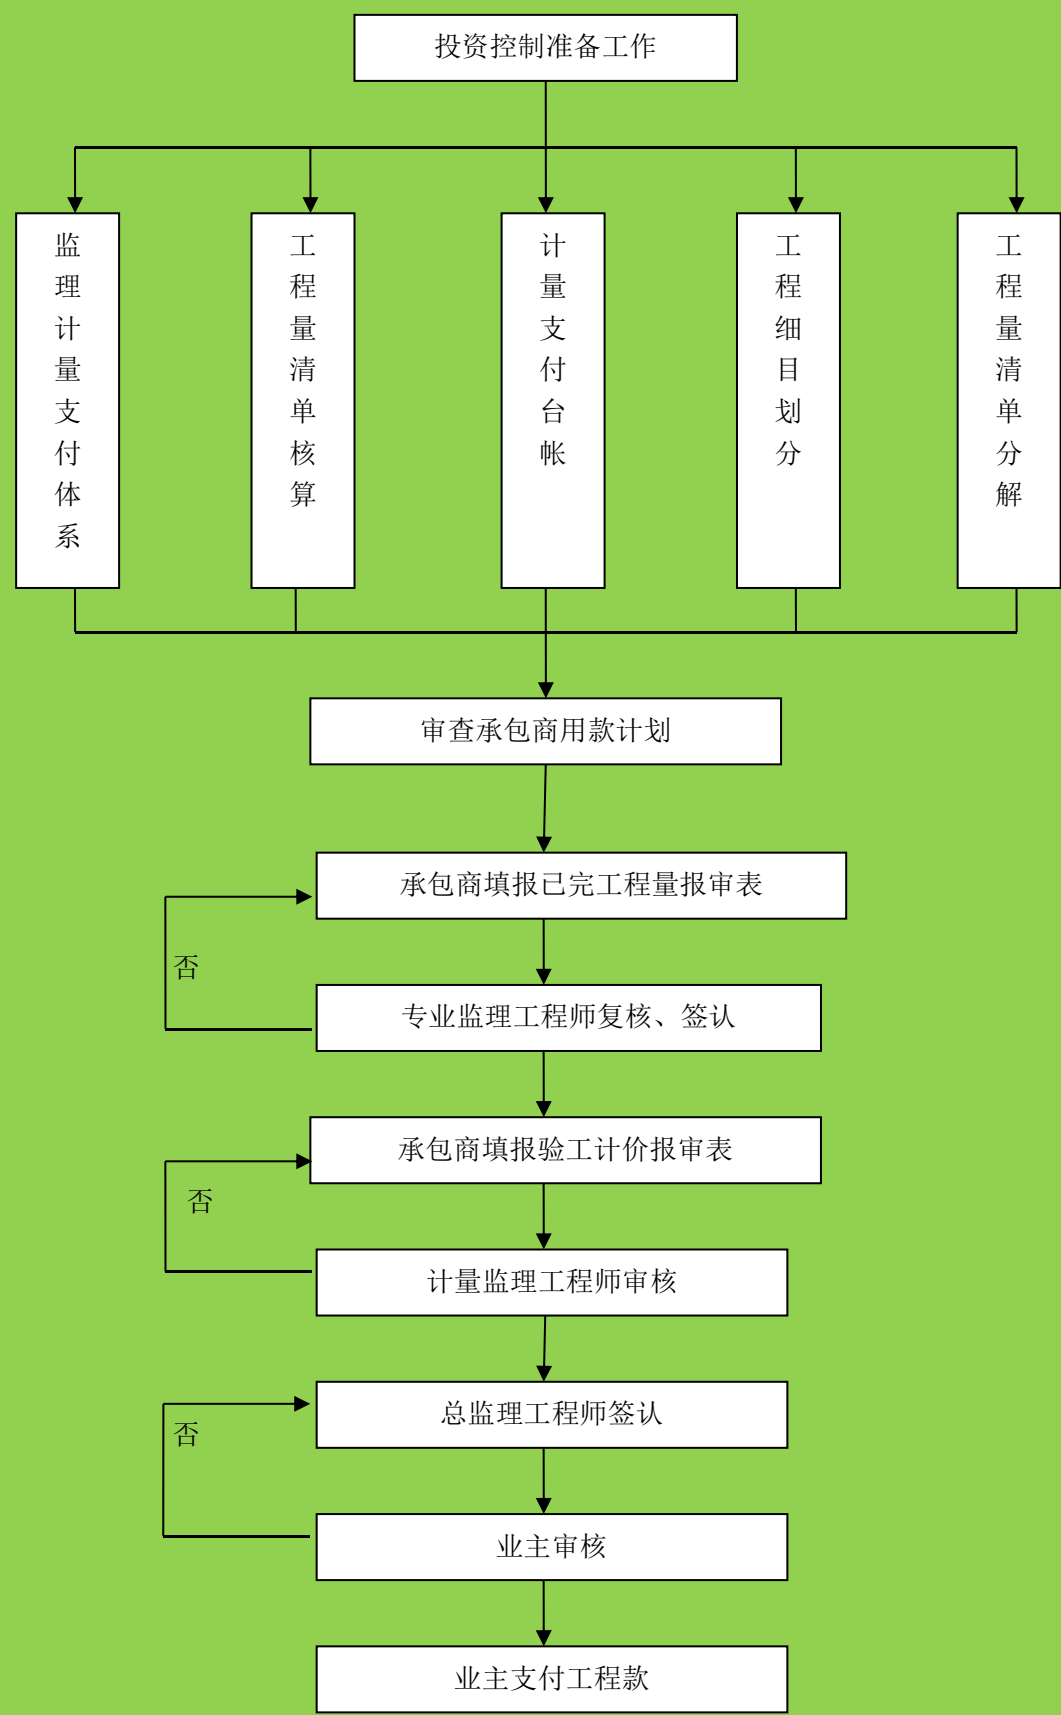 投资控制准备工作
监理计量支付体系
工程量清单核算
计量支付台帐
工程细目划分
工程量清单分解
审查承包商用款计划
承包商填报已完工程量报审表
否
专业监理工程师复核、签认
承包商填报验工计价报审表
否
计量监理工程师审核
总监理工程师签认
否
业主审核
业主支付工程款